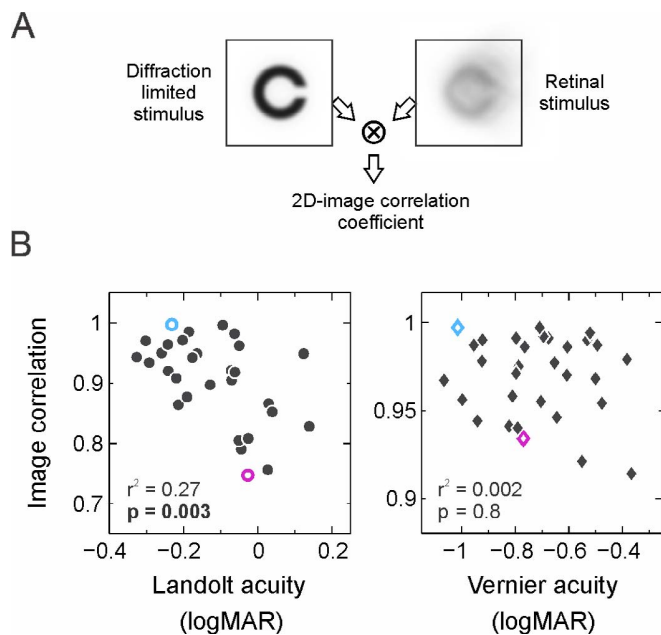 A
Diffraction
limited
stimulus
Retinal
stimulus
2D-image correlation
coefficient
B
Image correlation
1
0.9
0.8
0.7
r² = 0.27
p = 0.003
−0.4
−0.2
0
0.2
Landolt acuity
(logMAR)
1
0.95
0.9
r² = 0.002
p = 0.8
−1
−0.8
−0.6
−0.4
Vernier acuity
(logMAR)